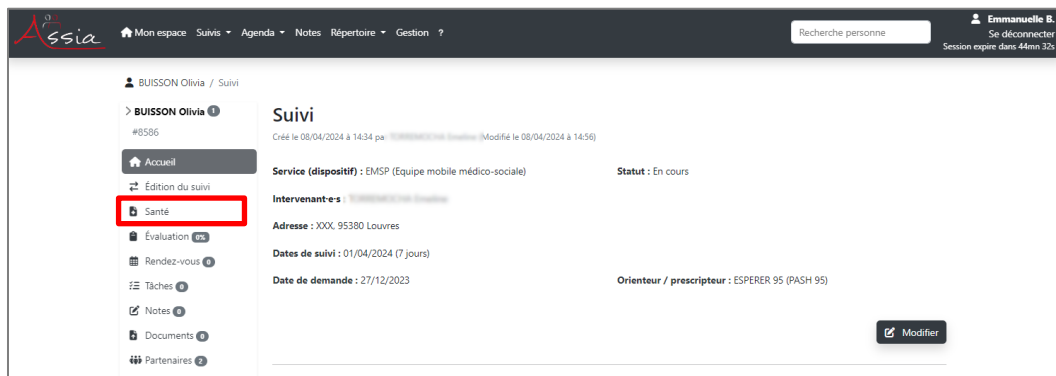 Assia
Mon espace Suivis Agenda Notes Répertoire Gestion ?
Recherche personne
Emmanuelle B.
Se déconnecter
Session expire dans 44mn 32s
BUISSON Olivia / Suivi
> BUISSON Olivia 1
#8586
Accueil
Édition du suivi
Santé
Évaluation 0%
Rendez-vous 0
Tâches 0
Notes 0
Documents 0
Partenaires 2
Suivi
Créé le 08/04/2024 à 14:34 par (Modifié le 08/04/2024 à 14:56)
Service (dispositif) : EMSP (Equipe mobile médico-sociale)
Statut : En cours
Intervenant·e·s :
Adresse : XXX, 95380 Louvres
Dates de suivi : 01/04/2024 (7 jours)
Date de demande : 27/12/2023
Orienteur / prescripteur : ESPERER 95 (PASH 95)
Modifier